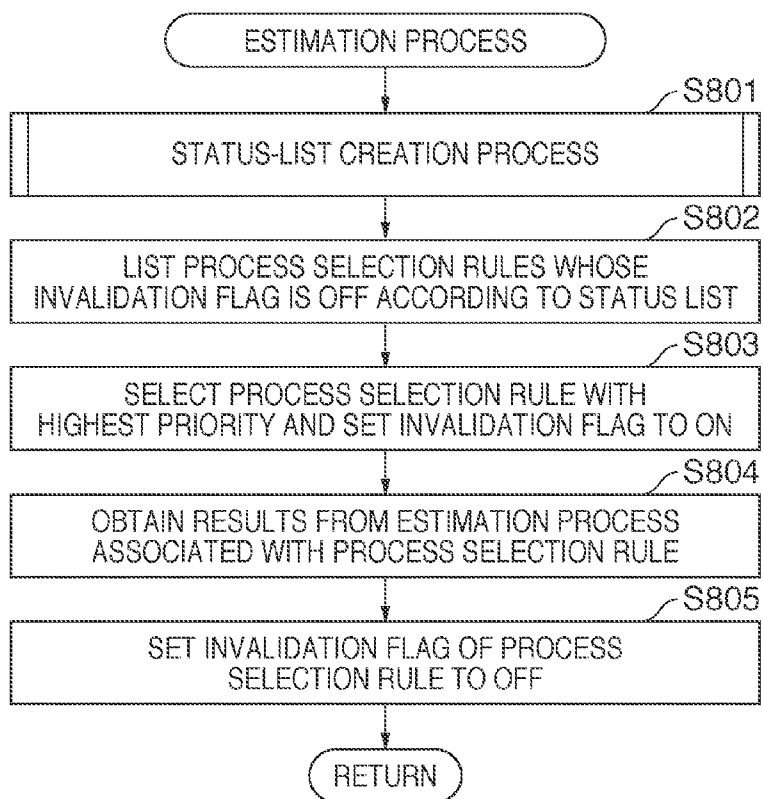 ESTIMATION PROCESS
S801
STATUS-LIST CREATION PROCESS
S802
LIST PROCESS SELECTION RULES WHOSE
INVALIDATION FLAG IS OFF ACCORDING TO STATUS LIST
S803
SELECT PROCESS SELECTION RULE WITH
HIGHEST PRIORITY AND SET INVALIDATION FLAG TO ON
S804
OBTAIN RESULTS FROM ESTIMATION PROCESS
ASSOCIATED WITH PROCESS SELECTION RULE
S805
SET INVALIDATION FLAG OF PROCESS
SELECTION RULE TO OFF
RETURN